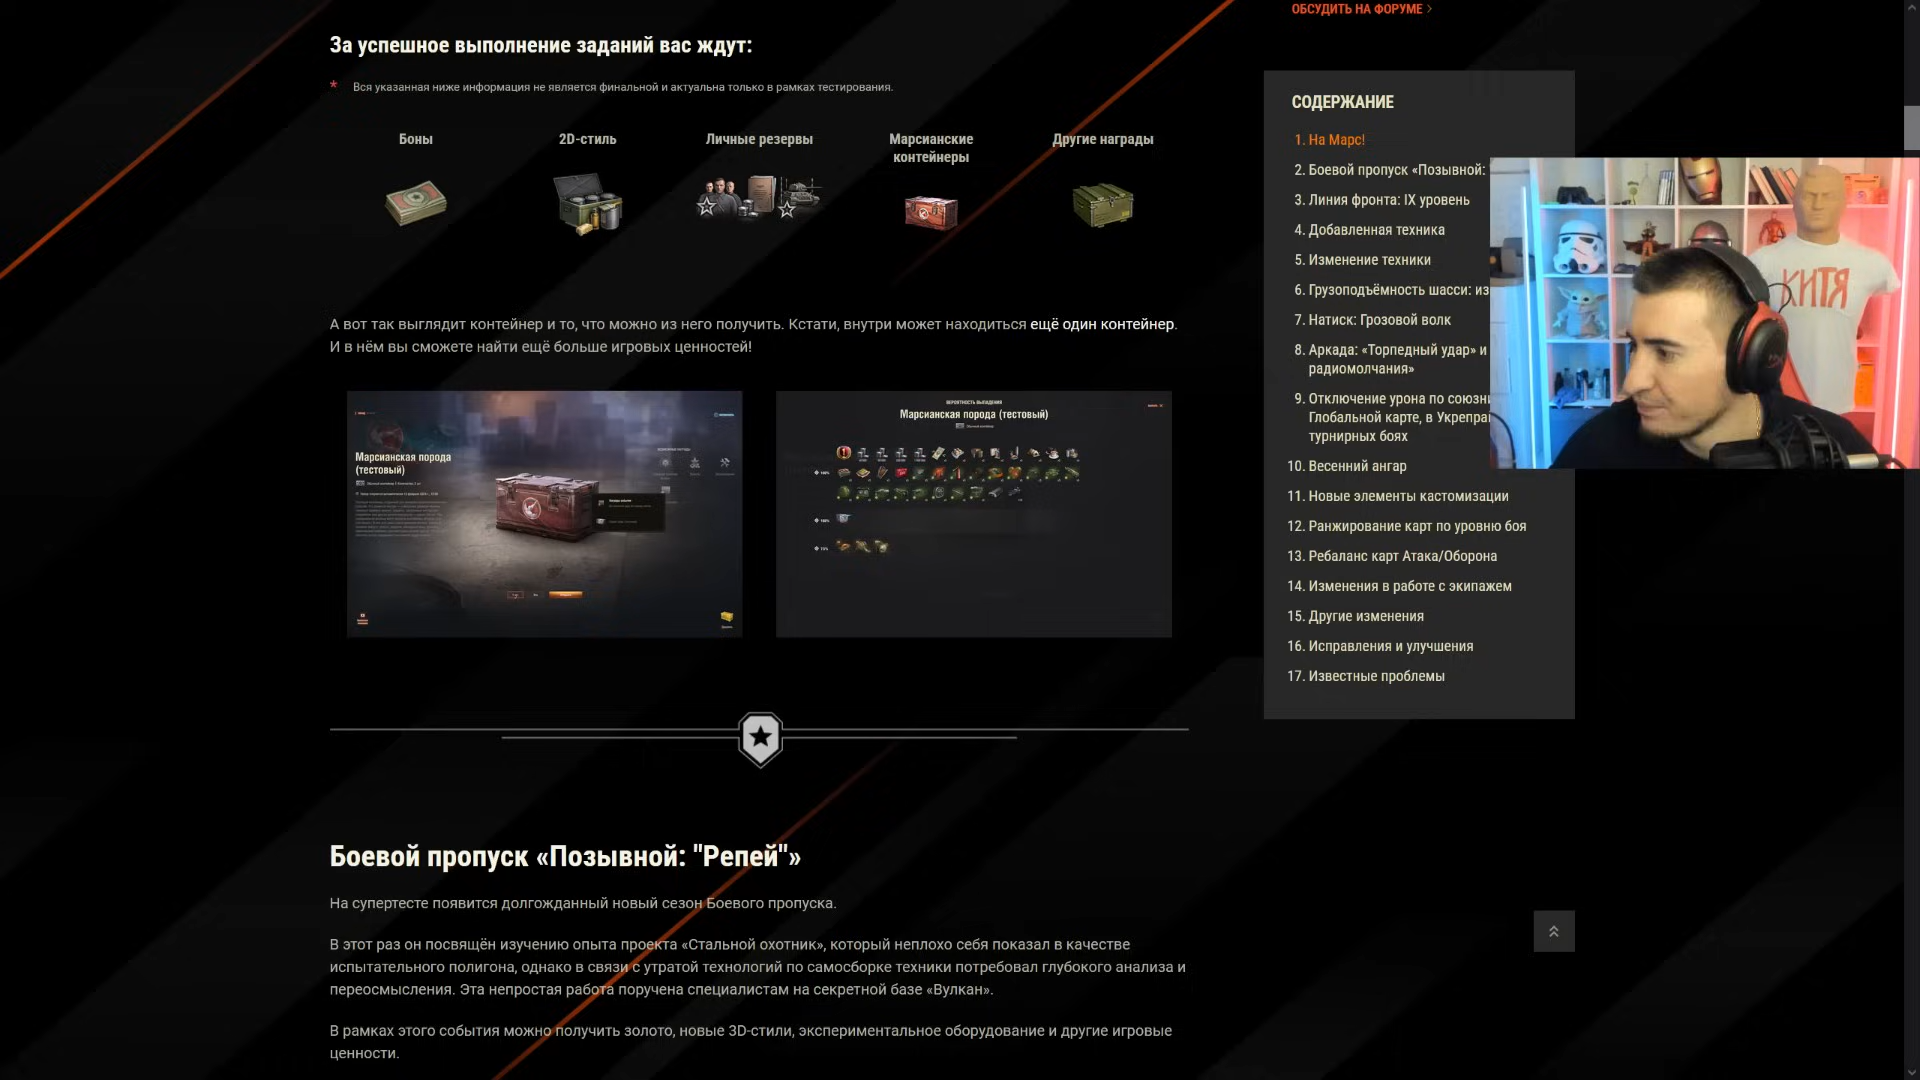 ОБСУДИТЬ НА ФОРУМЕ
За успешное выполнение заданий вас ждут:
* Вся указанная ниже информация не является финальной и актуальна только в рамках тестирования.
Боны
2D-стиль
Личные резервы
Марсианские
контейнеры
Другие награды
А вот так выглядит контейнер и то, что можно из него получить. Кстати, внутри может находиться ещё один контейнер.
И в нём вы сможете найти ещё больше игровых ценностей!
Марсианская порода
(тестовый)
ВЕРОЯТНОСТЬ ВЫПАДЕНИЯ
Марсианская порода (тестовый)
Боевой пропуск «Позывной: "Репей"»
На супертесте появится долгожданный новый сезон Боевого пропуска.
В этот раз он посвящён изучению опыта проекта «Стальной охотник», который неплохо себя показал в качестве
испытательного полигона, однако в связи с утратой технологий по самосборке техники потребовал глубокого анализа и
переосмысления. Эта непростая работа поручена специалистам на секретной базе «Вулкан».
В рамках этого события можно получить золото, новые 3D-стили, экспериментальное оборудование и другие игровые
ценности.
СОДЕРЖАНИЕ
1. На Марс!
2. Боевой пропуск «Позывной:
3. Линия фронта: IX уровень
4. Добавленная техника
5. Изменение техники
6. Грузоподъёмность шасси: из
7. Натиск: Грозовой волк
8. Аркада: «Торпедный удар» и
радиомолчания»
9. Отключение урона по союзни
Глобальной карте, в Укрепра
турнирных боях
10. Весенний ангар
11. Новые элементы кастомизации
12. Ранжирование карт по уровню боя
13. Ребаланс карт Атака/Оборона
14. Изменения в работе с экипажем
15. Другие изменения
16. Исправления и улучшения
17. Известные проблемы
КИТЯ